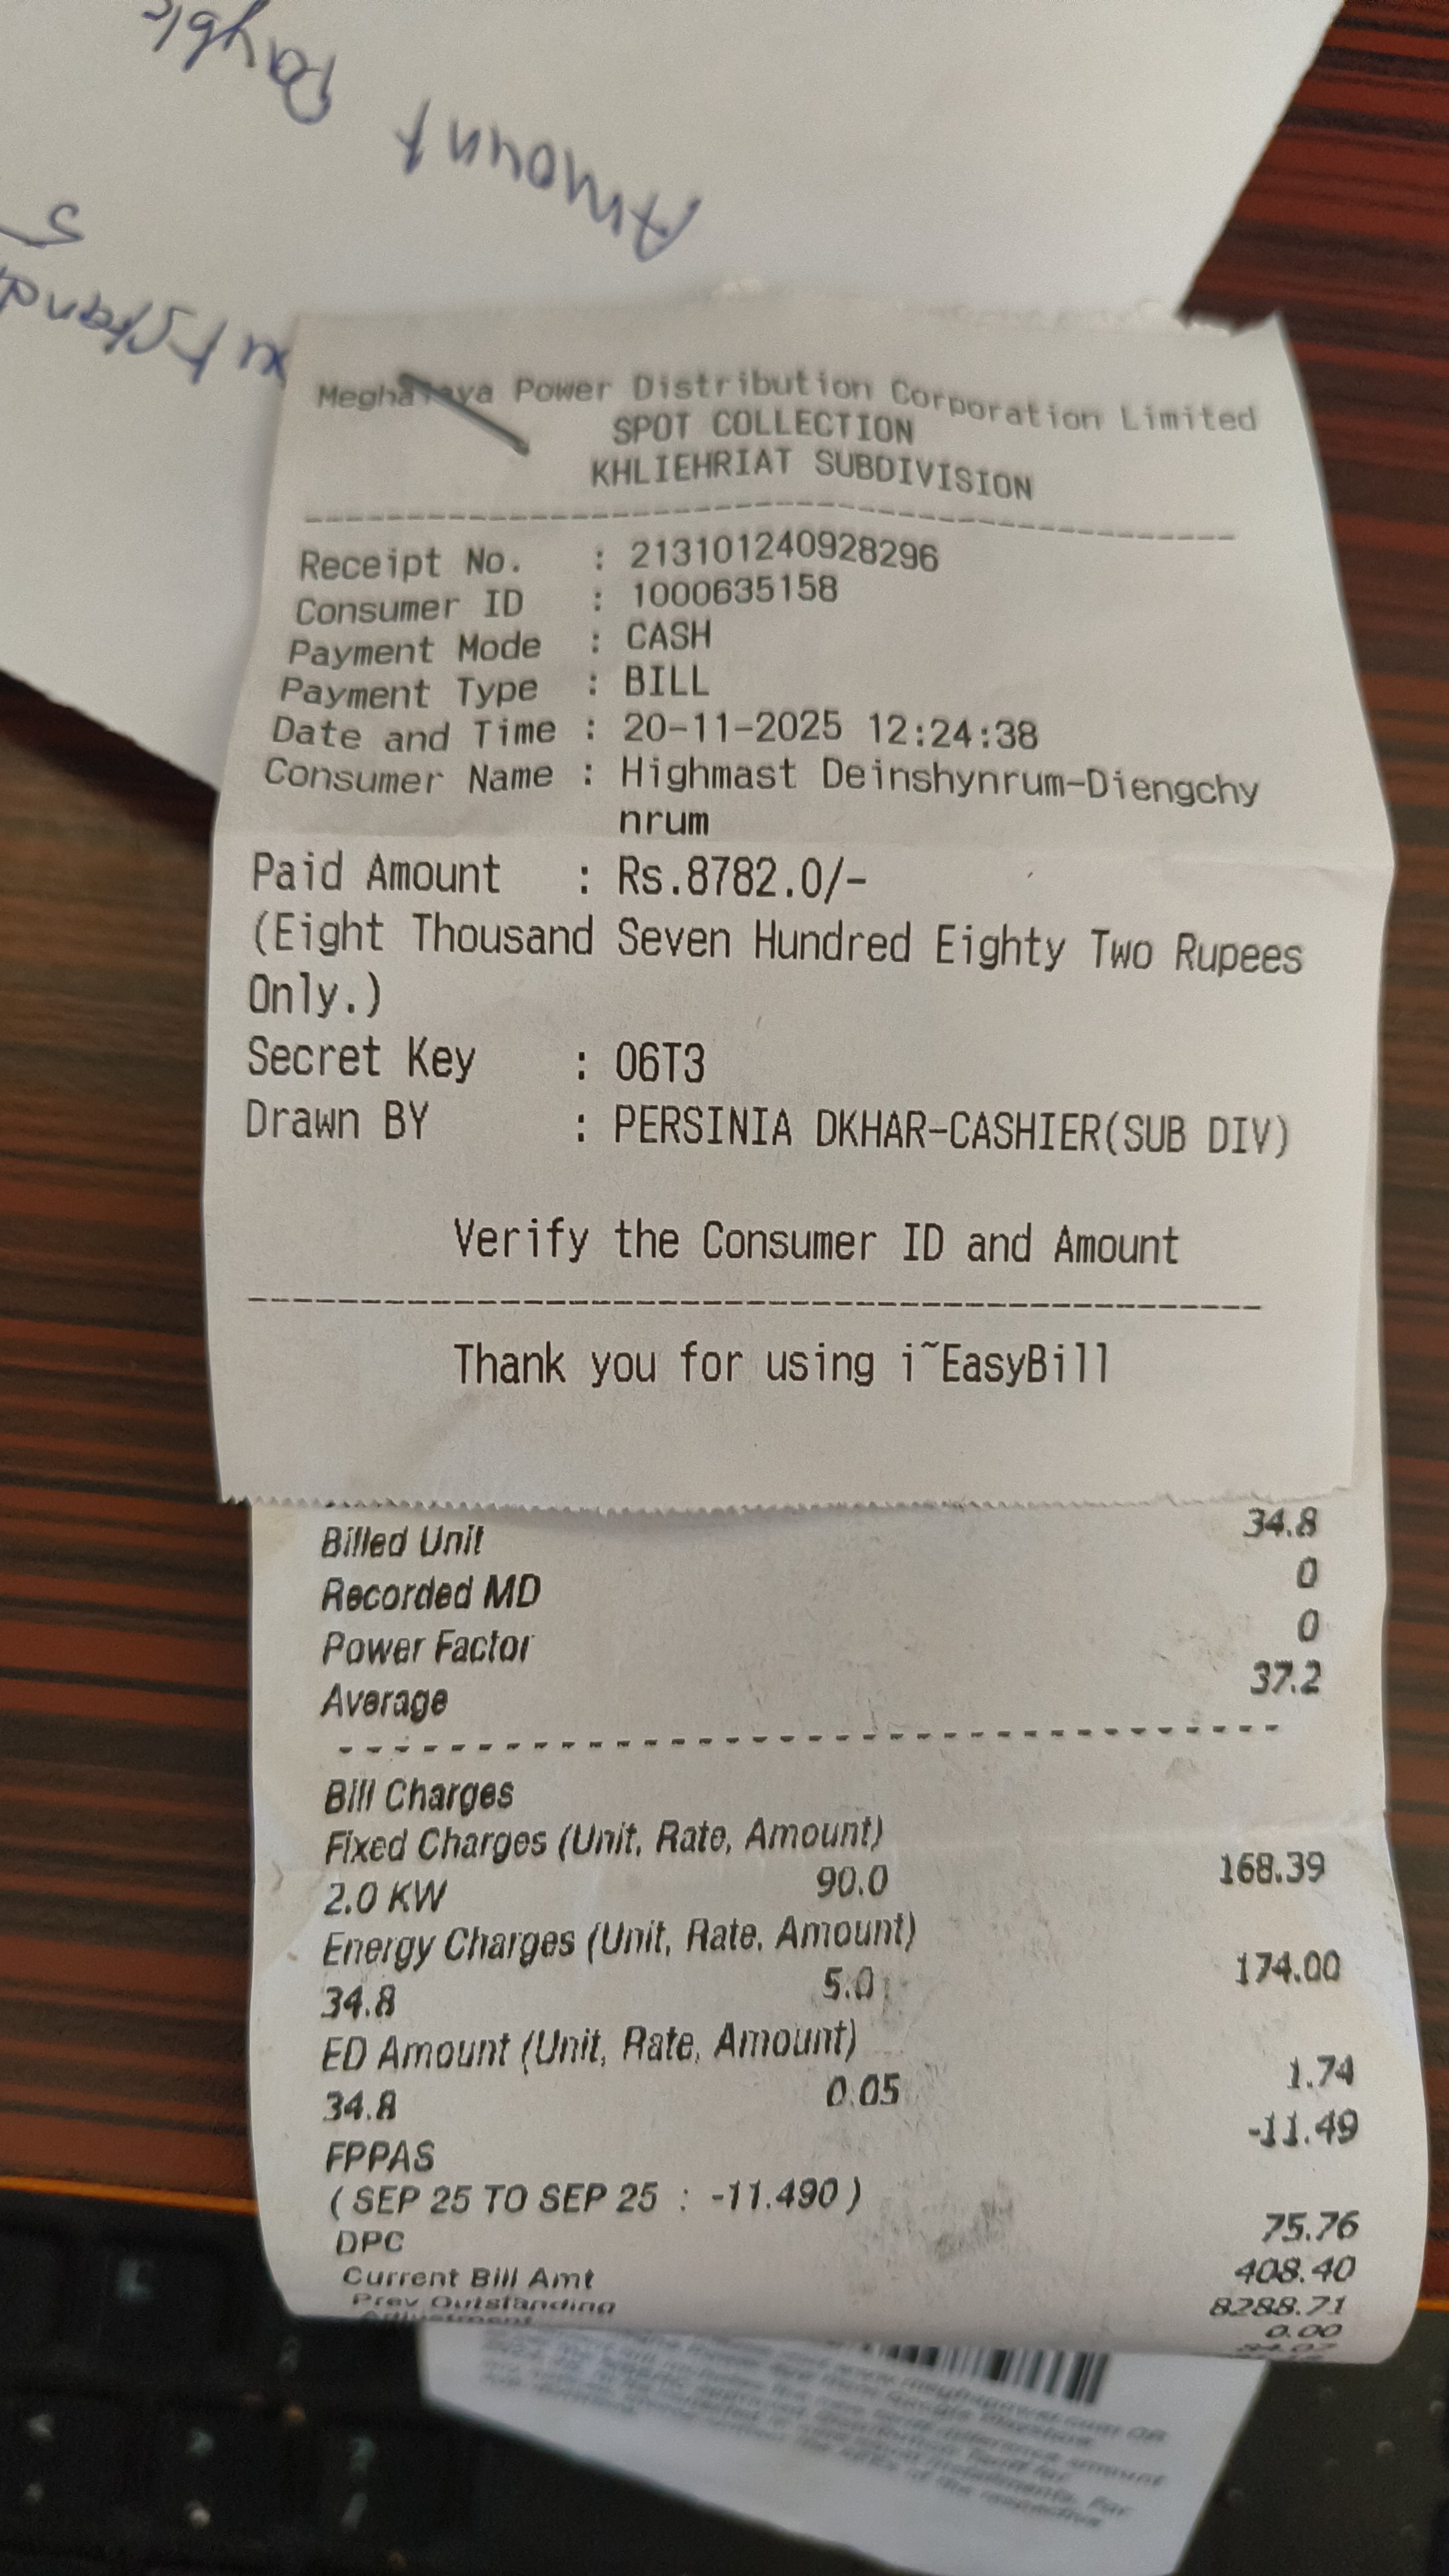 Amount
Meghalaya Power Distribution Corporation Limited
SPOT COLLECTION
KHLIEHRIAT SUBDIVISION
Receipt No. : 213101240928296
Consumer ID : 1000635158
Payment Mode : CASH
Payment Type : BILL
Date and Time : 20-11-2025 12:24:38
Consumer Name : Highmast Deinshynrum-Diengchy
nrum
Paid Amount : Rs.8782.0/-
(Eight Thousand Seven Hundred Eighty Two Rupees
Only.)
Secret Key : 06T3
Drawn BY : PERSINIA DKHAR-CASHIER(SUB DIV)
Verify the Consumer ID and Amount
Thank you for using i~EasyBill
Billed Unit 34.8
Recorded MD 0
Power Factor 0
Average 37.2
Bill Charges
Fixed Charges (Unit, Rate, Amount)
2.0 KW 90.0 168.39
Energy Charges (Unit, Rate, Amount)
34.8 5.0 174.00
ED Amount (Unit, Rate, Amount)
34.8 0.05 1.74
FPPAS -11.49
( SEP 25 TO SEP 25 : -11.490 )
DPC 75.76
Current Bill Amt 408.40
Prev Outstanding 8288.71
Adjustment 0.00